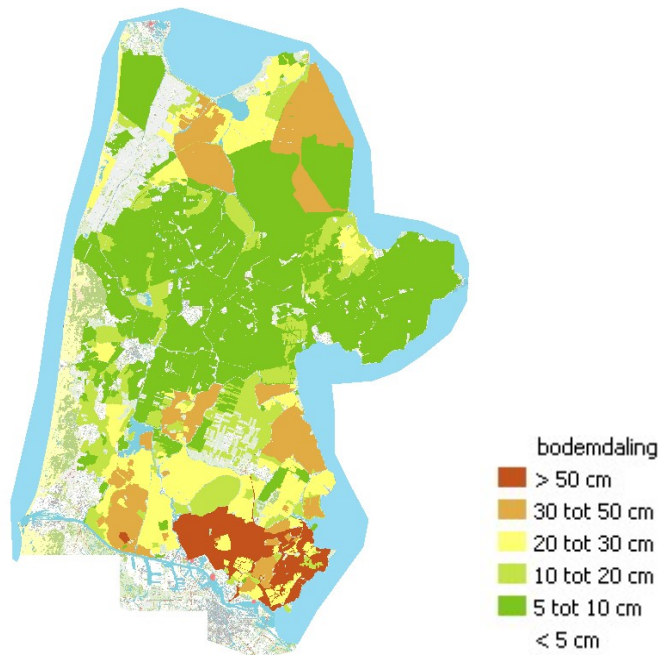 bodemdaling
> 50 cm
30 tot 50 cm
20 tot 30 cm
10 tot 20 cm
5 tot 10 cm
< 5 cm